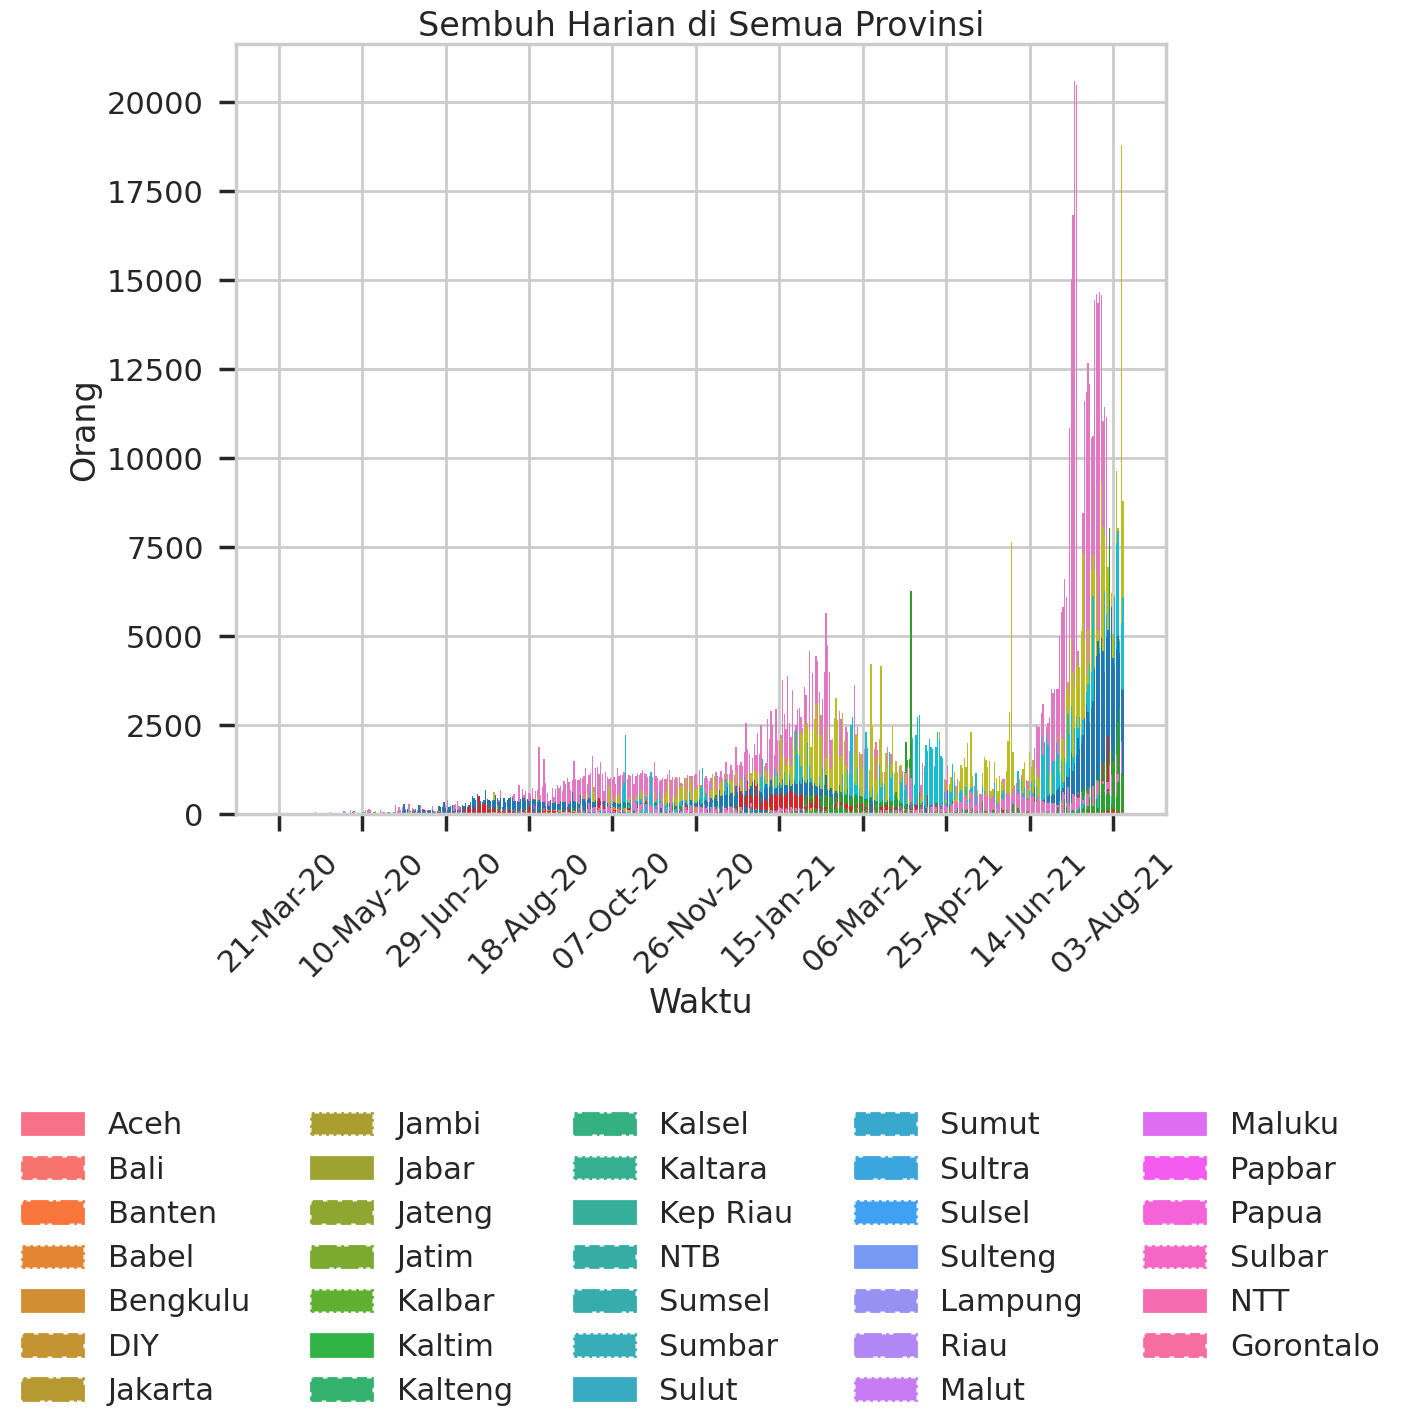 Sembuh Harian di Semua Provinsi
20000
17500
15000
12500
10000
7500
5000
2500
0
Orang
21-Mar-20
10-May-20
29-Jun-20
18-Aug-20
07-Oct-20
26-Nov-20
15-Jan-21
06-Mar-21
25-Apr-21
14-Jun-21
03-Aug-21
Waktu
Aceh
Bali
Banten
Babel
Bengkulu
DIY
Jakarta
Jambi
Jabar
Jateng
Jatim
Kalbar
Kaltim
Kalteng
Kalsel
Kaltara
Kep Riau
NTB
Sumsel
Sumbar
Sulut
Sumut
Sultra
Sulsel
Sulteng
Lampung
Riau
Malut
Maluku
Papbar
Papua
Sulbar
NTT
Gorontalo